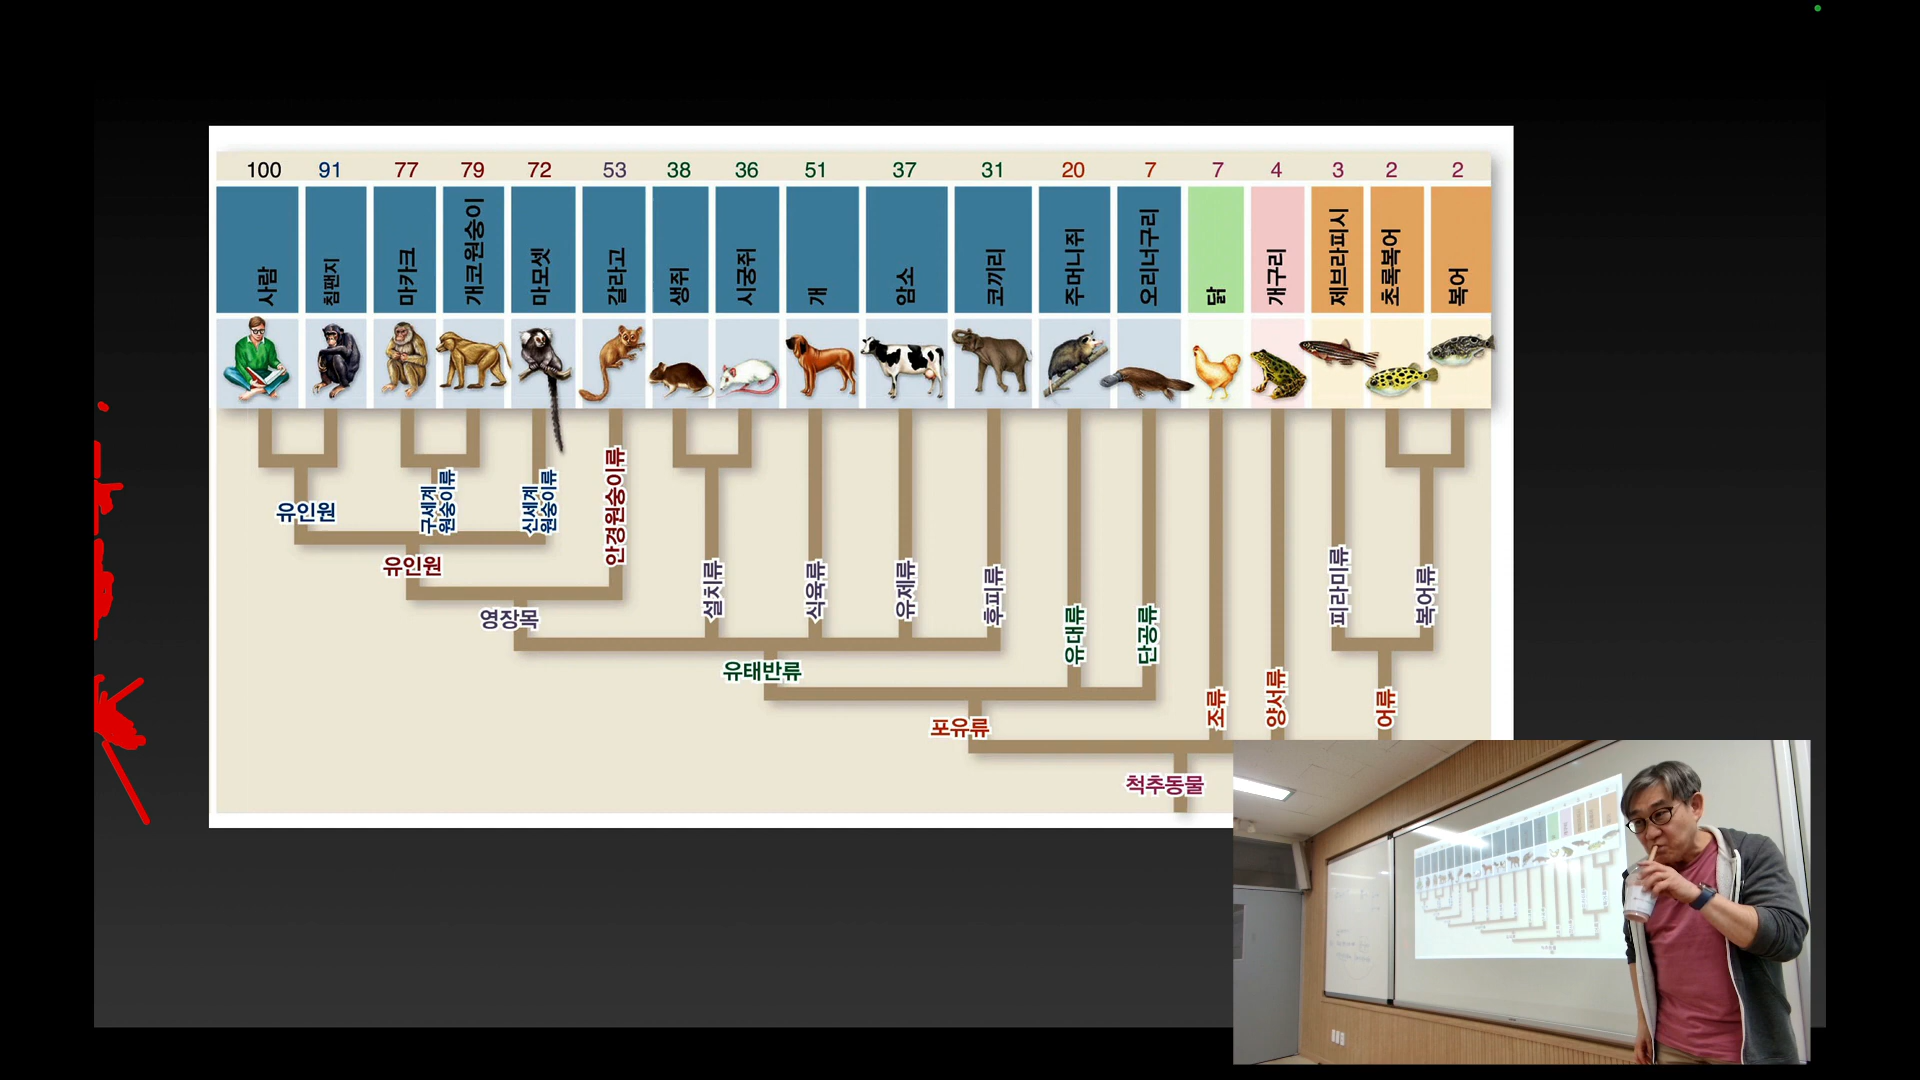 100 91 77 79 72 53 38 36 51 37 31 20 7 7 4 3 2 2
사람
침팬지
마카크
개코원숭이
마모셋
갈라고
생쥐
시궁쥐
개
암소
코끼리
주머니쥐
오리너구리
닭
개구리
제브라피시
초록복어
복어
유인원
구세계
원숭이류
신세계
원숭이류
안경원숭이류
유인원
영장목
설치류
식육류
유제류
후피류
유태반류
유대류
단공류
포유류
조류
양서류
피라미류
복어류
어류
척추동물